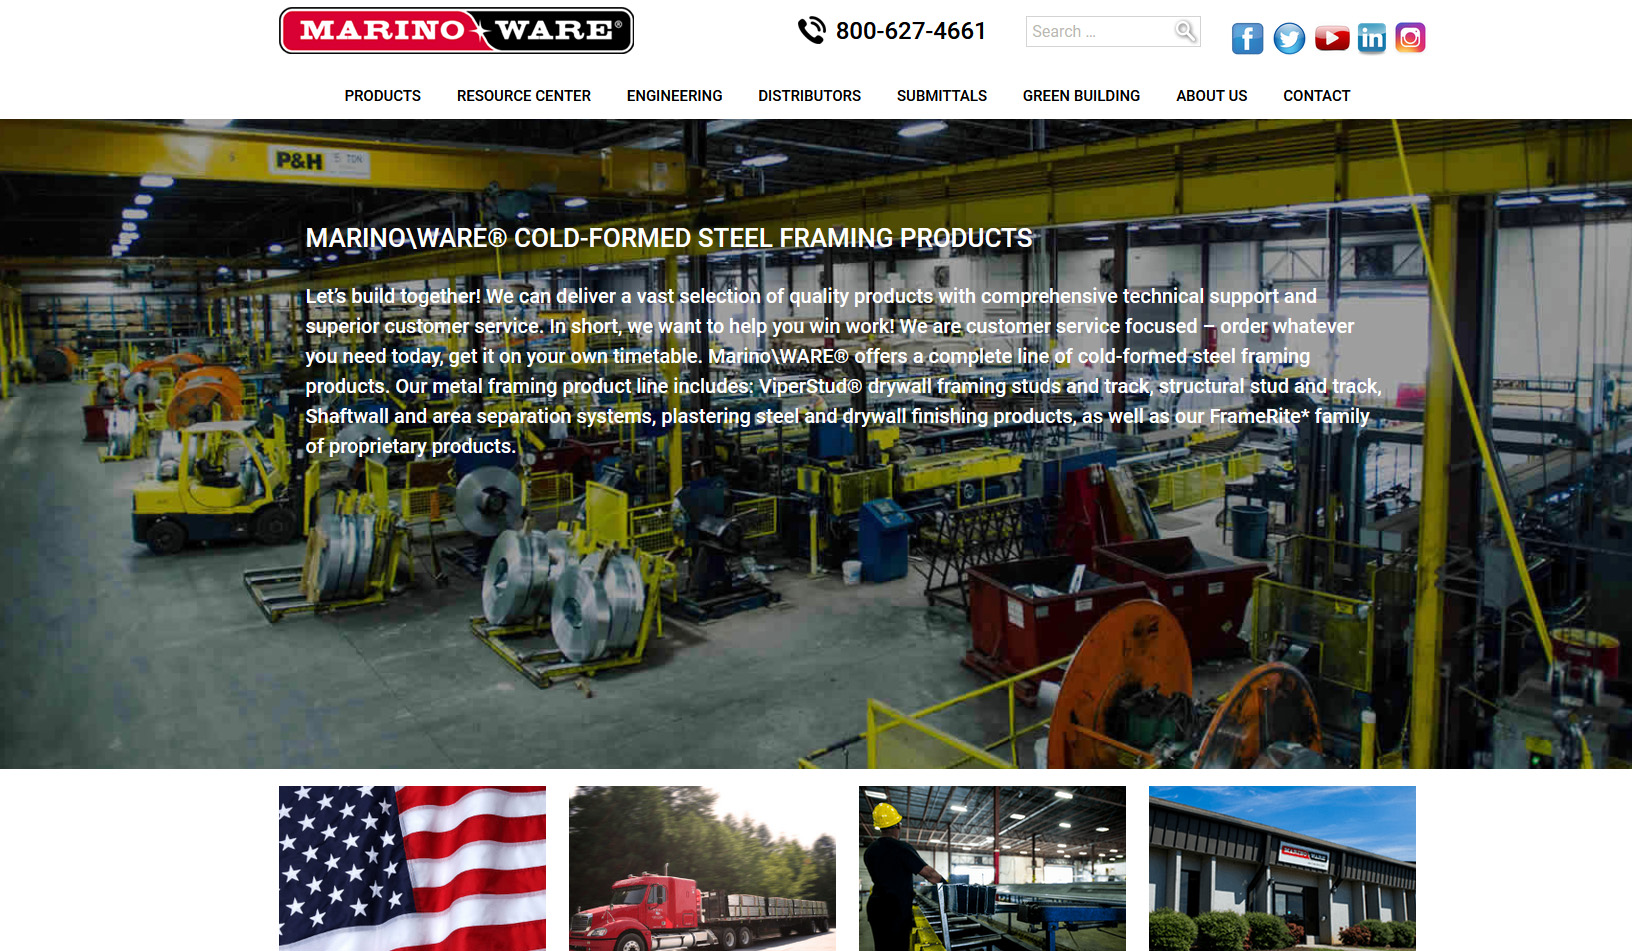 MARINO WARE®
800-627-4661
Search ...
PRODUCTS
RESOURCE CENTER
ENGINEERING
DISTRIBUTORS
SUBMITTALS
GREEN BUILDING
ABOUT US
CONTACT
P&H 5 TON
MARINO\WARE® COLD-FORMED STEEL FRAMING PRODUCTS
Let's build together! We can deliver a vast selection of quality products with comprehensive technical support and
superior customer service. In short, we want to help you win work! We are customer service focused – order whatever
you need today, get it on your own timetable. Marino\WARE® offers a complete line of cold-formed steel framing
products. Our metal framing product line includes: ViperStud® drywall framing studs and track, structural stud and track,
Shaftwall and area separation systems, plastering steel and drywall finishing products, as well as our FrameRite* family
of proprietary products.
MARINO WARE